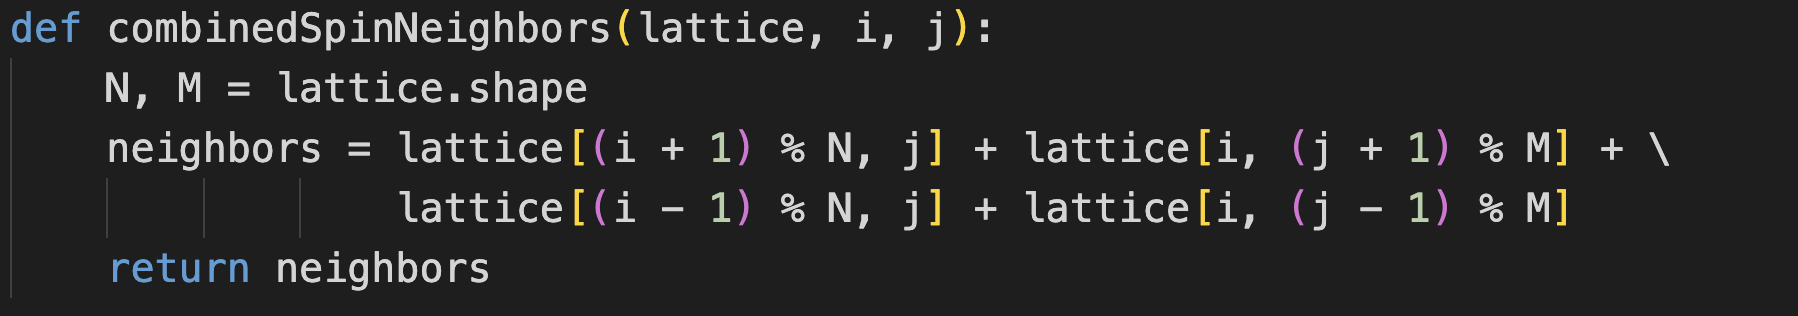 def combinedSpinNeighbors(lattice, i, j):
    N, M = lattice.shape
    neighbors = lattice[(i + 1) % N, j] + lattice[i, (j + 1) % M] + \
                lattice[(i - 1) % N, j] + lattice[i, (j - 1) % M]
    return neighbors